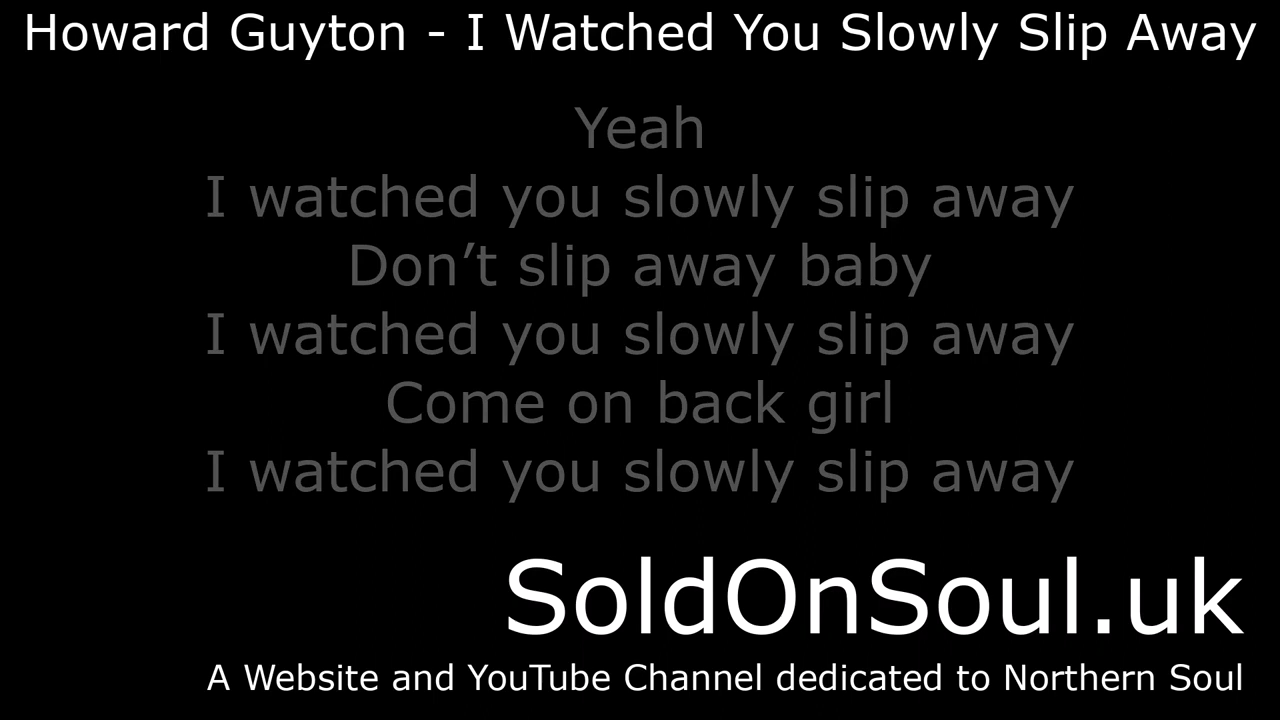 Howard Guyton - I Watched You Slowly Slip Away
Yeah
I watched you slowly slip away
Don’t slip away baby
I watched you slowly slip away
Come on back girl
I watched you slowly slip away
SoldOnSoul.uk
A Website and YouTube Channel dedicated to Northern Soul